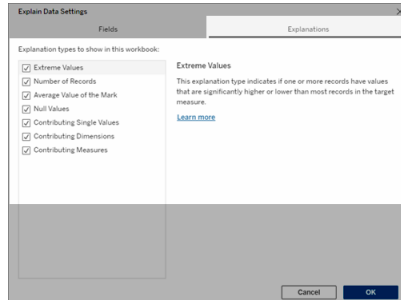 Explain Data Settings
Fields
Explanations
Explanation types to show in this workbook:
Extreme Values
Number of Records
Average Value of the Mark
Null Values
Contributing Single Values
Contributing Dimensions
Contributing Measures
Extreme Values
This explanation type indicates if one or more records have values
that are significantly higher or lower than most records in the target
measure.
Learn more
Cancel
OK